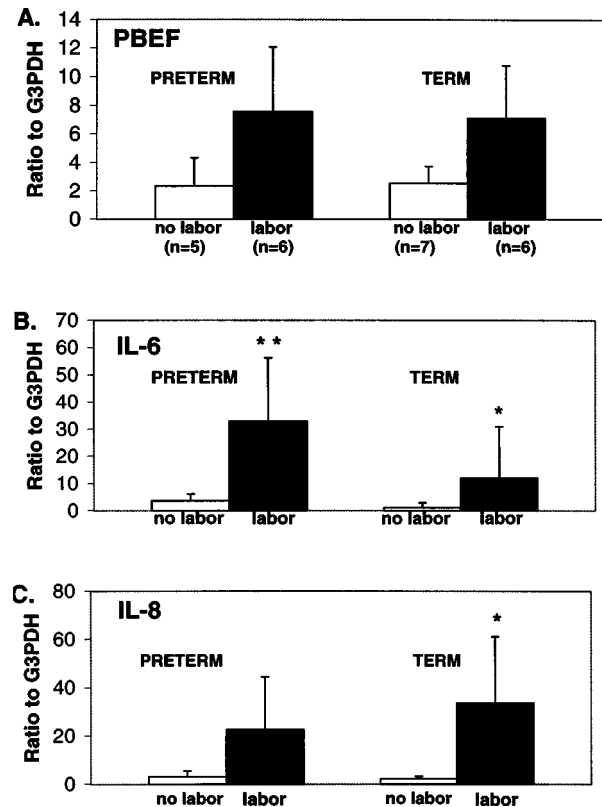 A.
PBEF
Ratio to G3PDH
14
12
10
8
6
4
2
0
PRETERM
TERM
no labor labor no labor labor
(n=5) (n=6) (n=7) (n=6)
B.
IL-6
Ratio to G3PDH
70
60
50
40
30
20
10
0
* *
PRETERM
TERM
*
no labor labor no labor labor
C.
IL-8
Ratio to G3PDH
80
60
40
20
0
*
PRETERM
TERM
no labor labor no labor labor